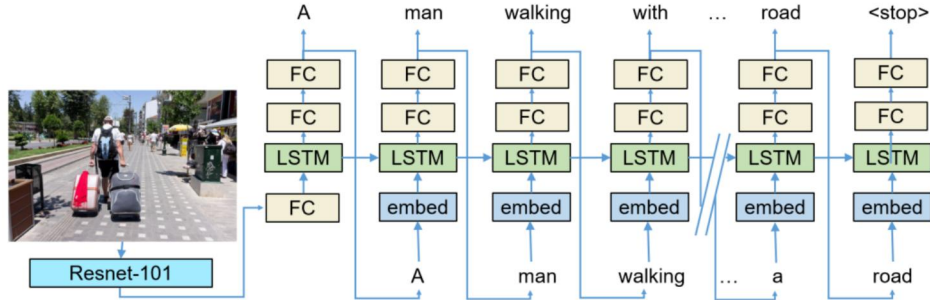 A man walking with ... road <stop>
FC FC FC FC FC FC
FC FC FC FC FC FC
LSTM LSTM LSTM LSTM LSTM LSTM
FC embed embed embed embed embed
Resnet-101 A man walking ... a road